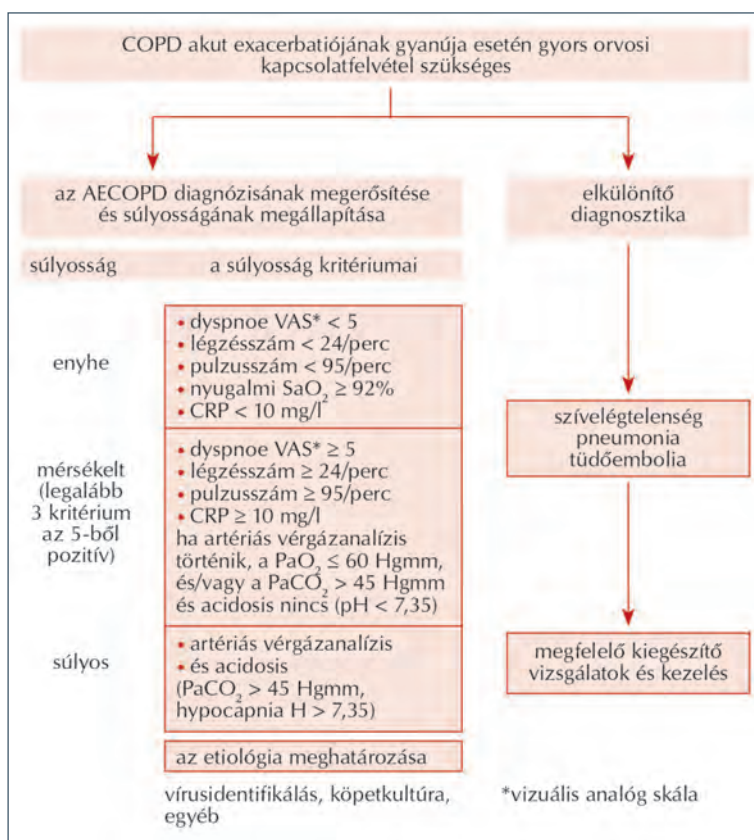 COPD akut exacerbatiójának gyanúja esetén gyors orvosi
kapcsolatfelvétel szükséges
az AECOPD diagnózisának megerősítése
és súlyosságának megállapítása
elkülönítő
diagnosztika
súlyosság
a súlyosság kritériumai
enyhe
• dyspnoe VAS* < 5
• légzésszám < 24/perc
• pulzusszám < 95/perc
• nyugalmi SaO₂ ≥ 92%
• CRP < 10 mg/l
mérsékelt
(legalább
3 kritérium
az 5-ből
pozitív)
• dyspnoe VAS* ≥ 5
• légzésszám ≥ 24/perc
• pulzusszám ≥ 95/perc
• CRP ≥ 10 mg/l
ha artériás vérgázanalízis
történik, a PaO₂ ≤ 60 Hgmm,
és/vagy a PaCO₂ > 45 Hgmm
és acidosis nincs (pH < 7,35)
súlyos
• artériás vérgázanalízis
• és acidosis
(PaCO₂ > 45 Hgmm,
hypocapnia H > 7,35)
az etiológia meghatározása
vírusidentifikálás, köpetkultúra,
egyéb
szívelégtelenség
pneumonia
tüdőembolia
megfelelő kiegészítő
vizsgálatok és kezelés
*vizuális analóg skála